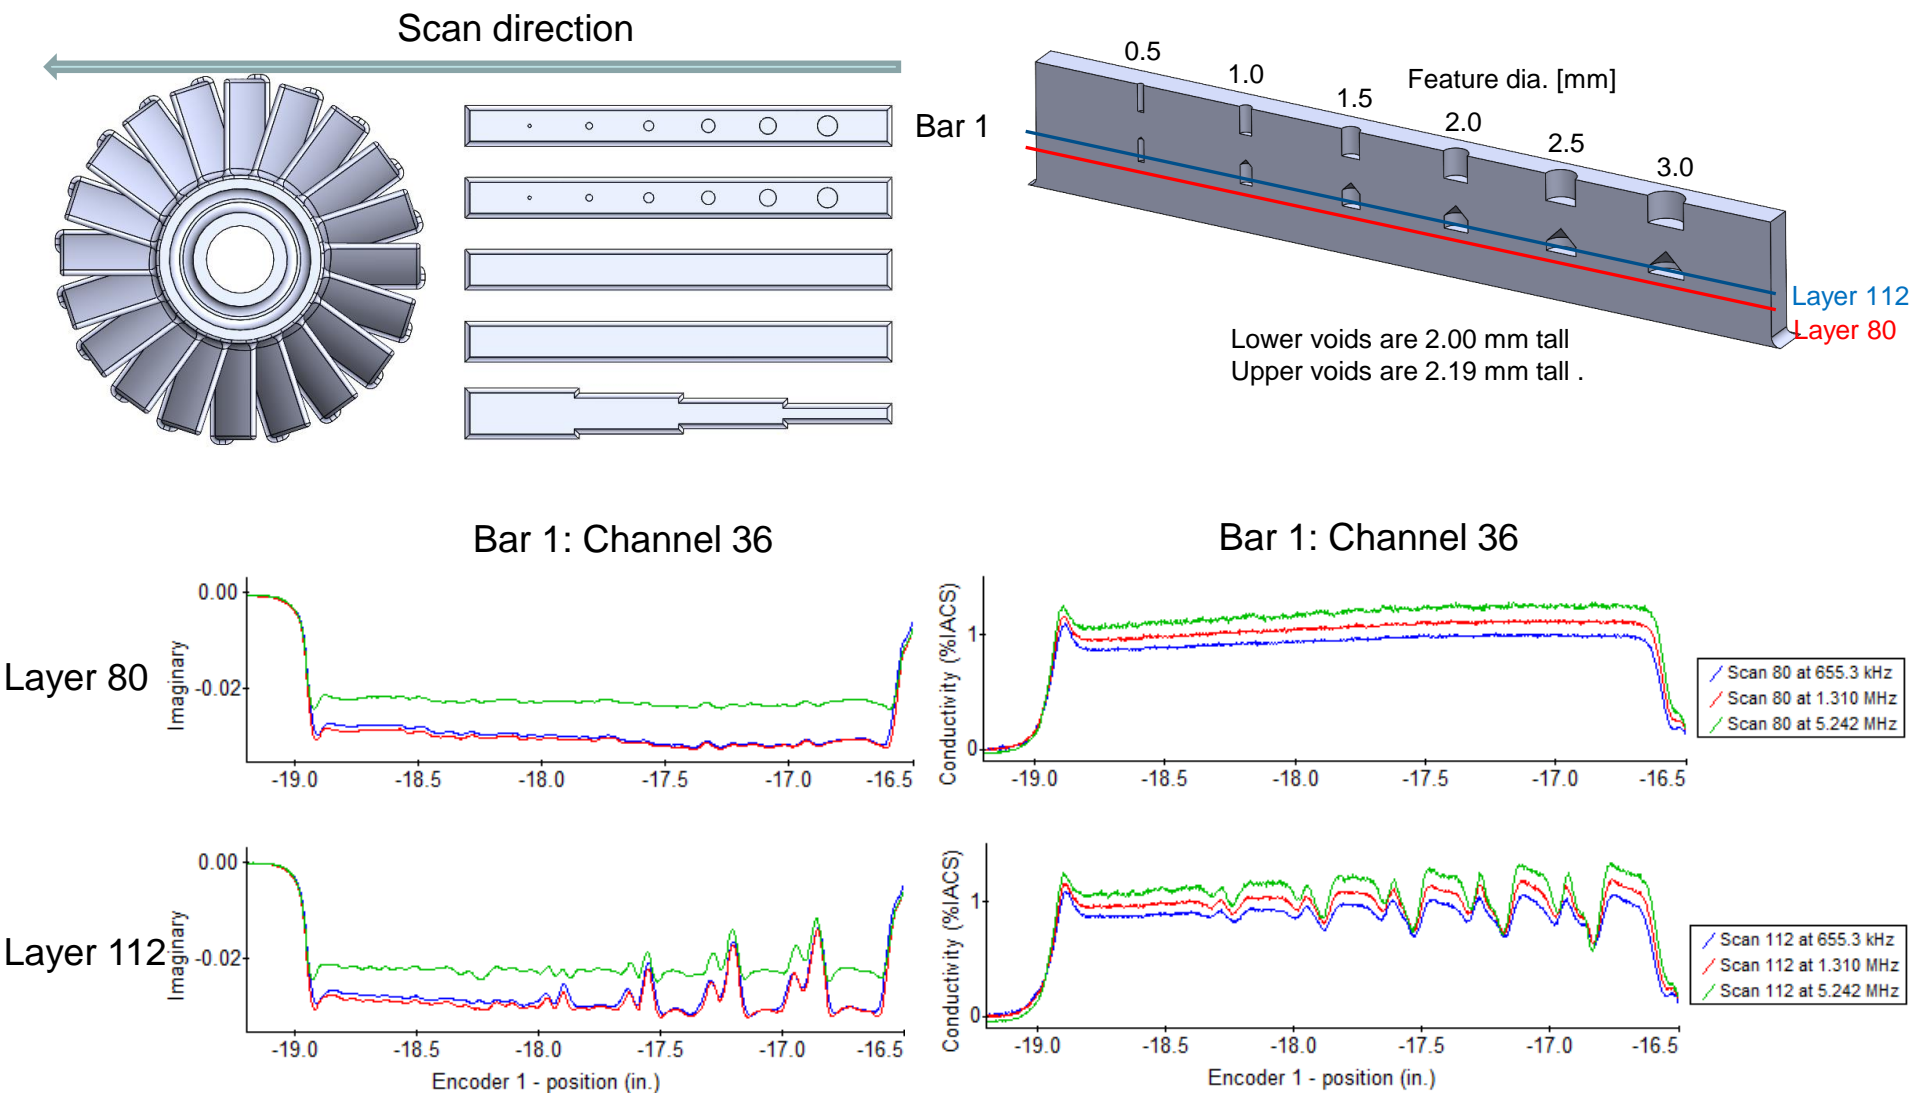 Scan direction
Bar 1
0.5
1.0
1.5
2.0
2.5
3.0
Feature dia. [mm]
Layer 112
Layer 80
Lower voids are 2.00 mm tall
Upper voids are 2.19 mm tall .
Bar 1: Channel 36
Bar 1: Channel 36
Layer 80
Imaginary
0.00
-0.02
-19.0 -18.5 -18.0 -17.5 -17.0 -16.5
Conductivity (%IACS)
1
0
-19.0 -18.5 -18.0 -17.5 -17.0 -16.5
Scan 80 at 655.3 kHz
Scan 80 at 1.310 MHz
Scan 80 at 5.242 MHz
Layer 112
Imaginary
0.00
-0.02
-19.0 -18.5 -18.0 -17.5 -17.0 -16.5
Encoder 1 - position (in.)
Conductivity (%IACS)
1
0
-19.0 -18.5 -18.0 -17.5 -17.0 -16.5
Encoder 1 - position (in.)
Scan 112 at 655.3 kHz
Scan 112 at 1.310 MHz
Scan 112 at 5.242 MHz